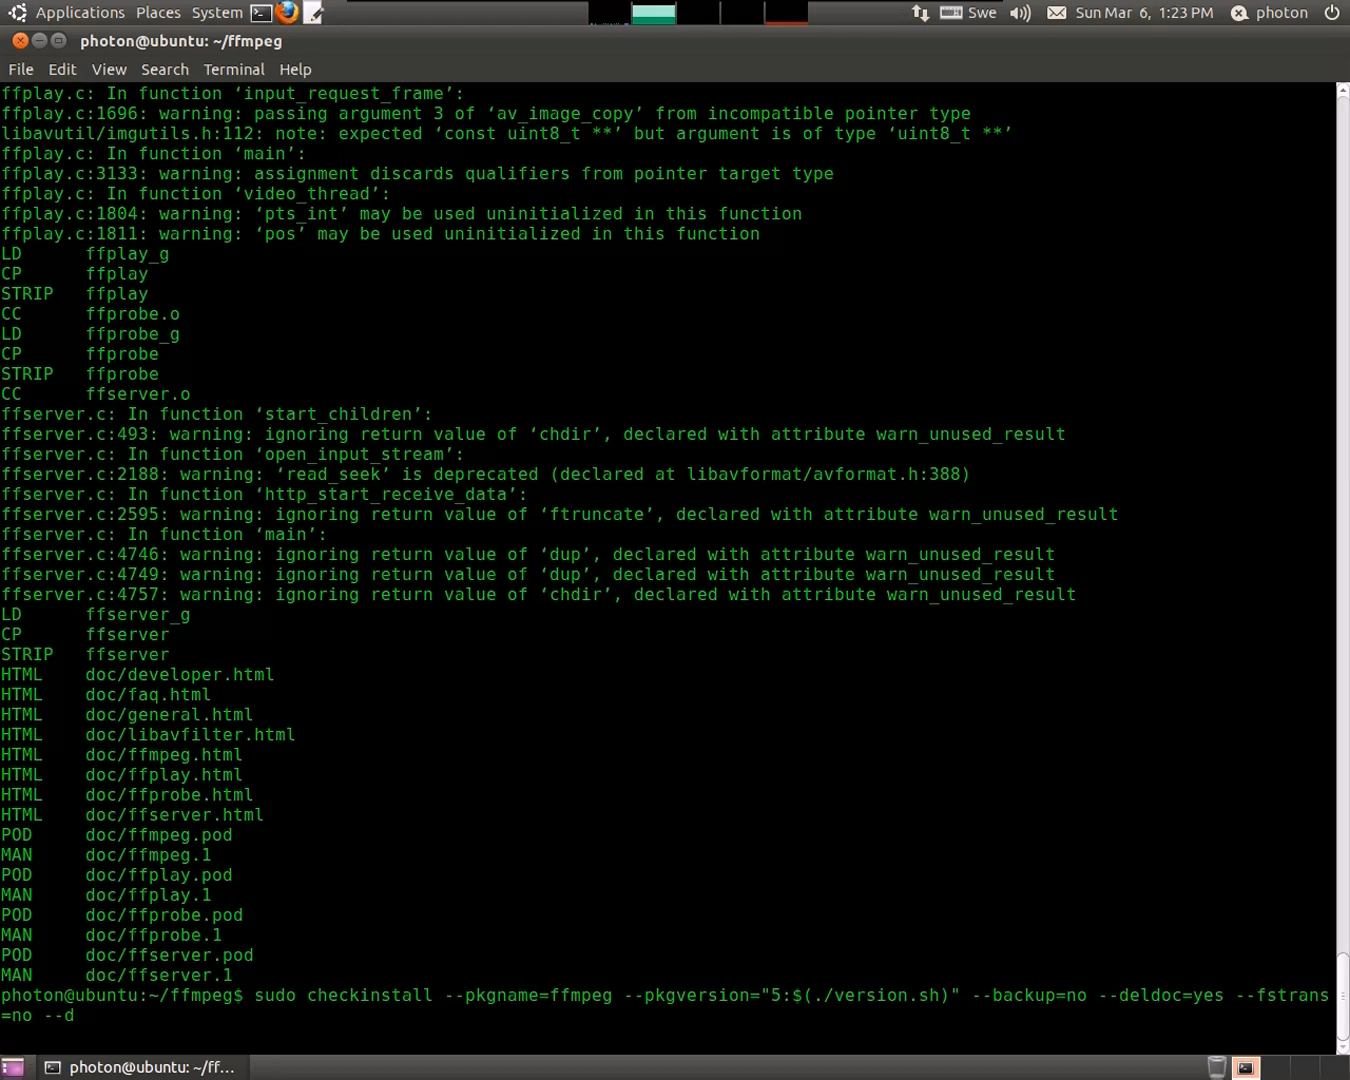 Applications Places System Swe Sun Mar 6, 1:23 PM photon
photon@ubuntu: ~/ffmpeg
File Edit View Search Terminal Help
ffplay.c: In function ‘input_request_frame’:
ffplay.c:1696: warning: passing argument 3 of ‘av_image_copy’ from incompatible pointer type
libavutil/imgutils.h:112: note: expected ‘const uint8_t **’ but argument is of type ‘uint8_t **’
ffplay.c: In function ‘main’:
ffplay.c:3133: warning: assignment discards qualifiers from pointer target type
ffplay.c: In function ‘video_thread’:
ffplay.c:1804: warning: ‘pts_int’ may be used uninitialized in this function
ffplay.c:1811: warning: ‘pos’ may be used uninitialized in this function
LD ffplay_g
CP ffplay
STRIP ffplay
CC ffprobe.o
LD ffprobe_g
CP ffprobe
STRIP ffprobe
CC ffserver.o
ffserver.c: In function ‘start_children’:
ffserver.c:493: warning: ignoring return value of ‘chdir’, declared with attribute warn_unused_result
ffserver.c: In function ‘open_input_stream’:
ffserver.c:2188: warning: ‘read_seek’ is deprecated (declared at libavformat/avformat.h:388)
ffserver.c: In function ‘http_start_receive_data’:
ffserver.c:2595: warning: ignoring return value of ‘ftruncate’, declared with attribute warn_unused_result
ffserver.c: In function ‘main’:
ffserver.c:4746: warning: ignoring return value of ‘dup’, declared with attribute warn_unused_result
ffserver.c:4749: warning: ignoring return value of ‘dup’, declared with attribute warn_unused_result
ffserver.c:4757: warning: ignoring return value of ‘chdir’, declared with attribute warn_unused_result
LD ffserver_g
CP ffserver
STRIP ffserver
HTML doc/developer.html
HTML doc/faq.html
HTML doc/general.html
HTML doc/libavfilter.html
HTML doc/ffmpeg.html
HTML doc/ffplay.html
HTML doc/ffprobe.html
HTML doc/ffserver.html
POD doc/ffmpeg.pod
MAN doc/ffmpeg.1
POD doc/ffplay.pod
MAN doc/ffplay.1
POD doc/ffprobe.pod
MAN doc/ffprobe.1
POD doc/ffserver.pod
MAN doc/ffserver.1
photon@ubuntu:~/ffmpeg$ sudo checkinstall --pkgname=ffmpeg --pkgversion="5:$(./version.sh)" --backup=no --deldoc=yes --fstrans
=no --d
photon@ubuntu: ~/ff...